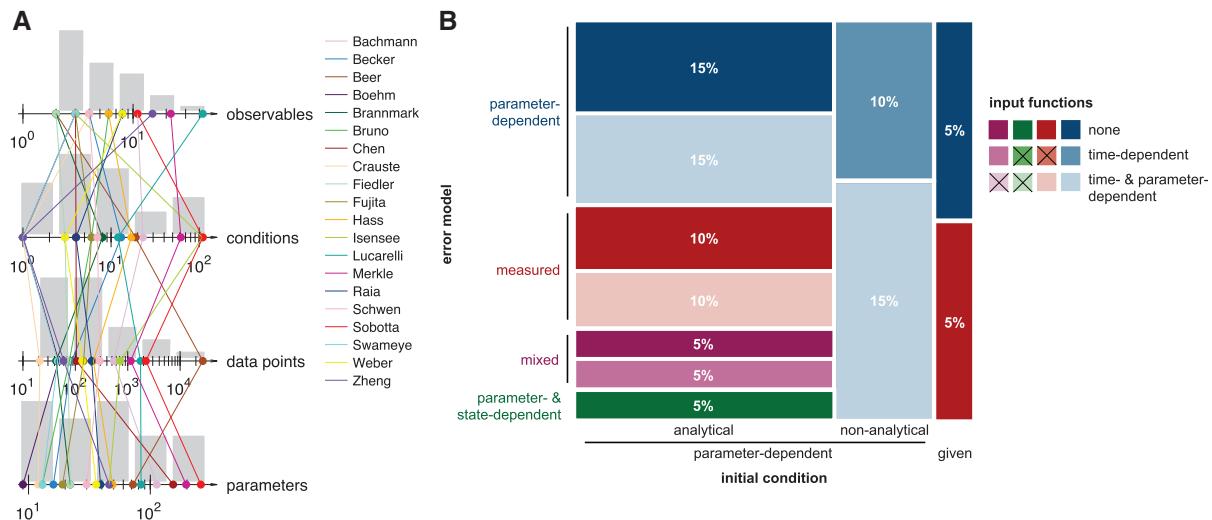 A
observables
10^0
10^1
conditions
10^0
10^1
10^2
data points
10^1
10^2
10^3
10^4
parameters
10^1
10^2
Bachmann
Becker
Beer
Boehm
Brannmark
Bruno
Chen
Crauste
Fiedler
Fujita
Hass
Isensee
Lucarelli
Merkle
Raia
Schwen
Sobotta
Swameye
Weber
Zheng
B
error model
parameter-
dependent
measured
mixed
parameter- &
state-dependent
15%
15%
10%
10%
5%
5%
5%
10%
15%
5%
5%
analytical
non-analytical
parameter-dependent
given
initial condition
input functions
none
time-dependent
time- & parameter-
dependent